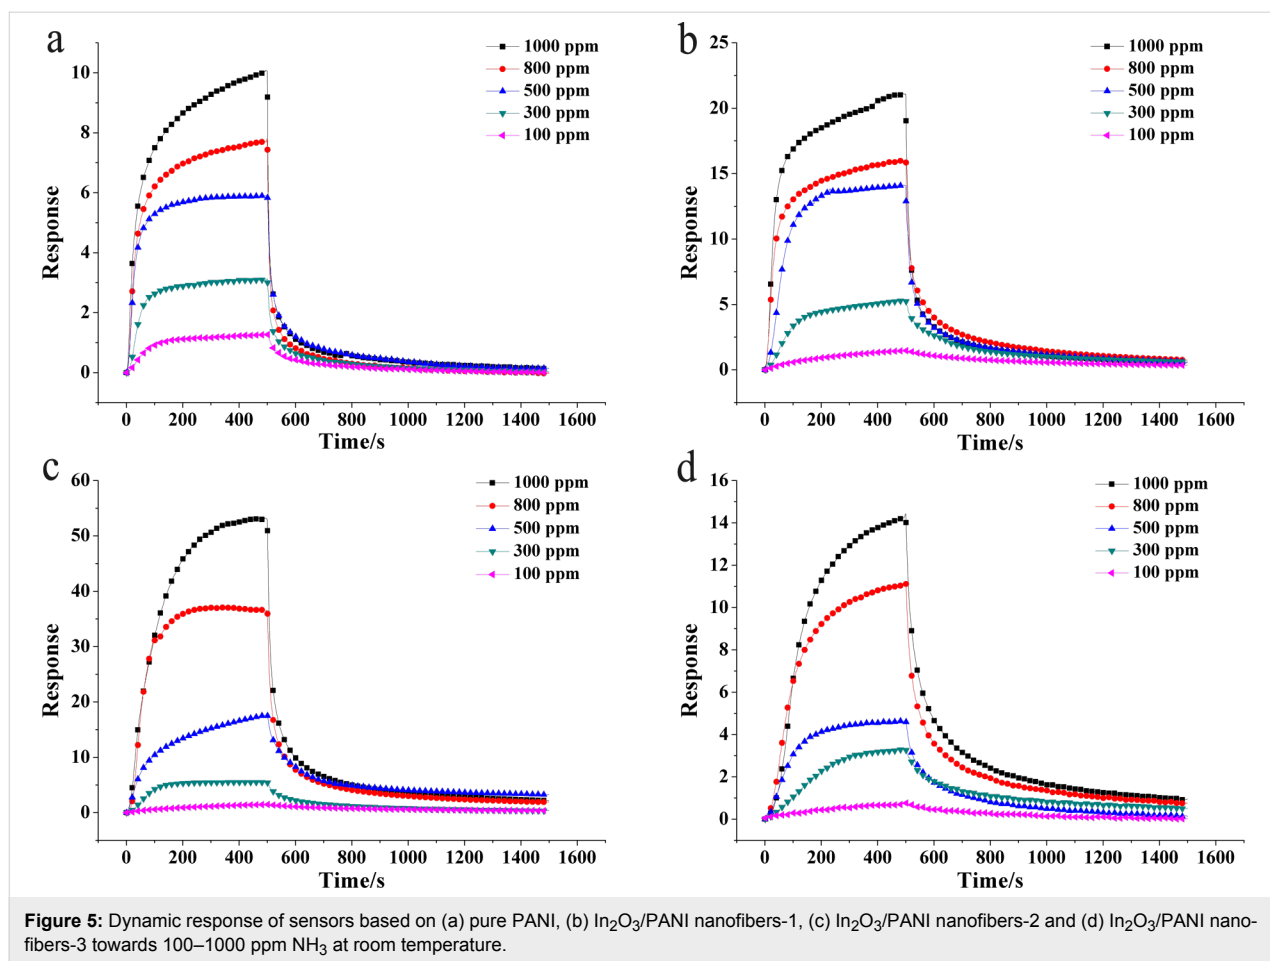 a
1000 ppm
800 ppm
500 ppm
300 ppm
100 ppm
10
8
6
4
2
0
Response
0 200 400 600 800 1000 1200 1400 1600
Time/s
b
1000 ppm
800 ppm
500 ppm
300 ppm
100 ppm
25
20
15
10
5
0
Response
0 200 400 600 800 1000 1200 1400 1600
Time/s
c
1000 ppm
800 ppm
500 ppm
300 ppm
100 ppm
60
50
40
30
20
10
0
Response
0 200 400 600 800 1000 1200 1400 1600
Time/s
d
1000 ppm
800 ppm
500 ppm
300 ppm
100 ppm
16
14
12
10
8
6
4
2
0
Response
0 200 400 600 800 1000 1200 1400 1600
Time/s
Figure 5: Dynamic response of sensors based on (a) pure PANI, (b) In₂O₃/PANI nanofibers-1, (c) In₂O₃/PANI nanofibers-2 and (d) In₂O₃/PANI nano-
fibers-3 towards 100–1000 ppm NH₃ at room temperature.